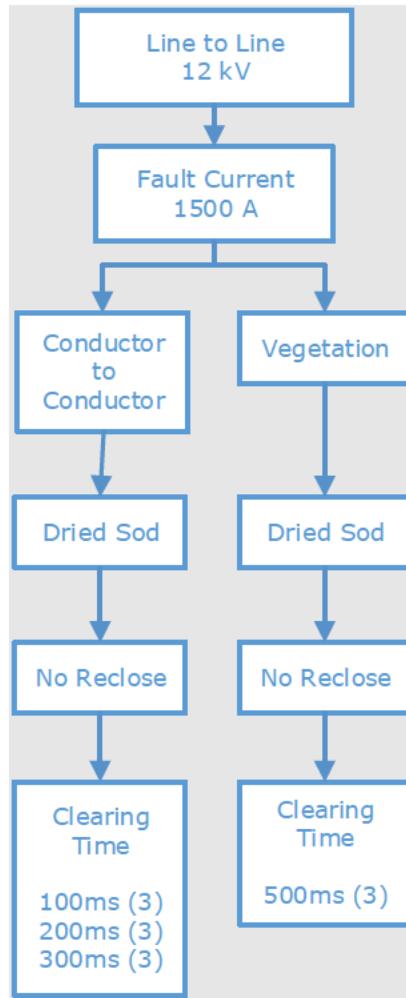 Line to Line
12 kV
Fault Current
1500 A
Conductor
to
Conductor
Vegetation
Dried Sod
Dried Sod
No Reclose
No Reclose
Clearing
Time
100ms (3)
200ms (3)
300ms (3)
Clearing
Time
500ms (3)